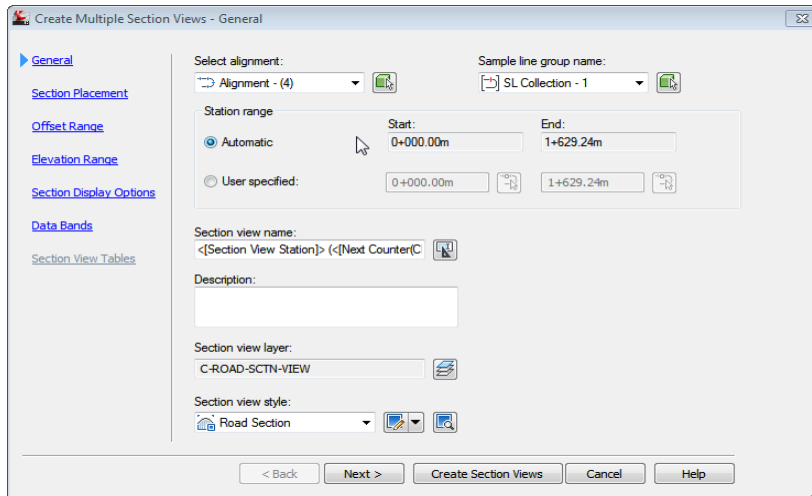 Create Multiple Section Views - General
General
Section Placement
Offset Range
Elevation Range
Section Display Options
Data Bands
Section View Tables
Select alignment:
Alignment - (4)
Sample line group name:
SL Collection - 1
Station range
Start:
End:
Automatic
0+000.00m
1+629.24m
User specified:
0+000.00m
1+629.24m
Section view name:
<[Section View Station]> (<[Next Counter(C
Description:
Section view layer:
C-ROAD-SCTN-VIEW
Section view style:
Road Section
< Back
Next >
Create Section Views
Cancel
Help